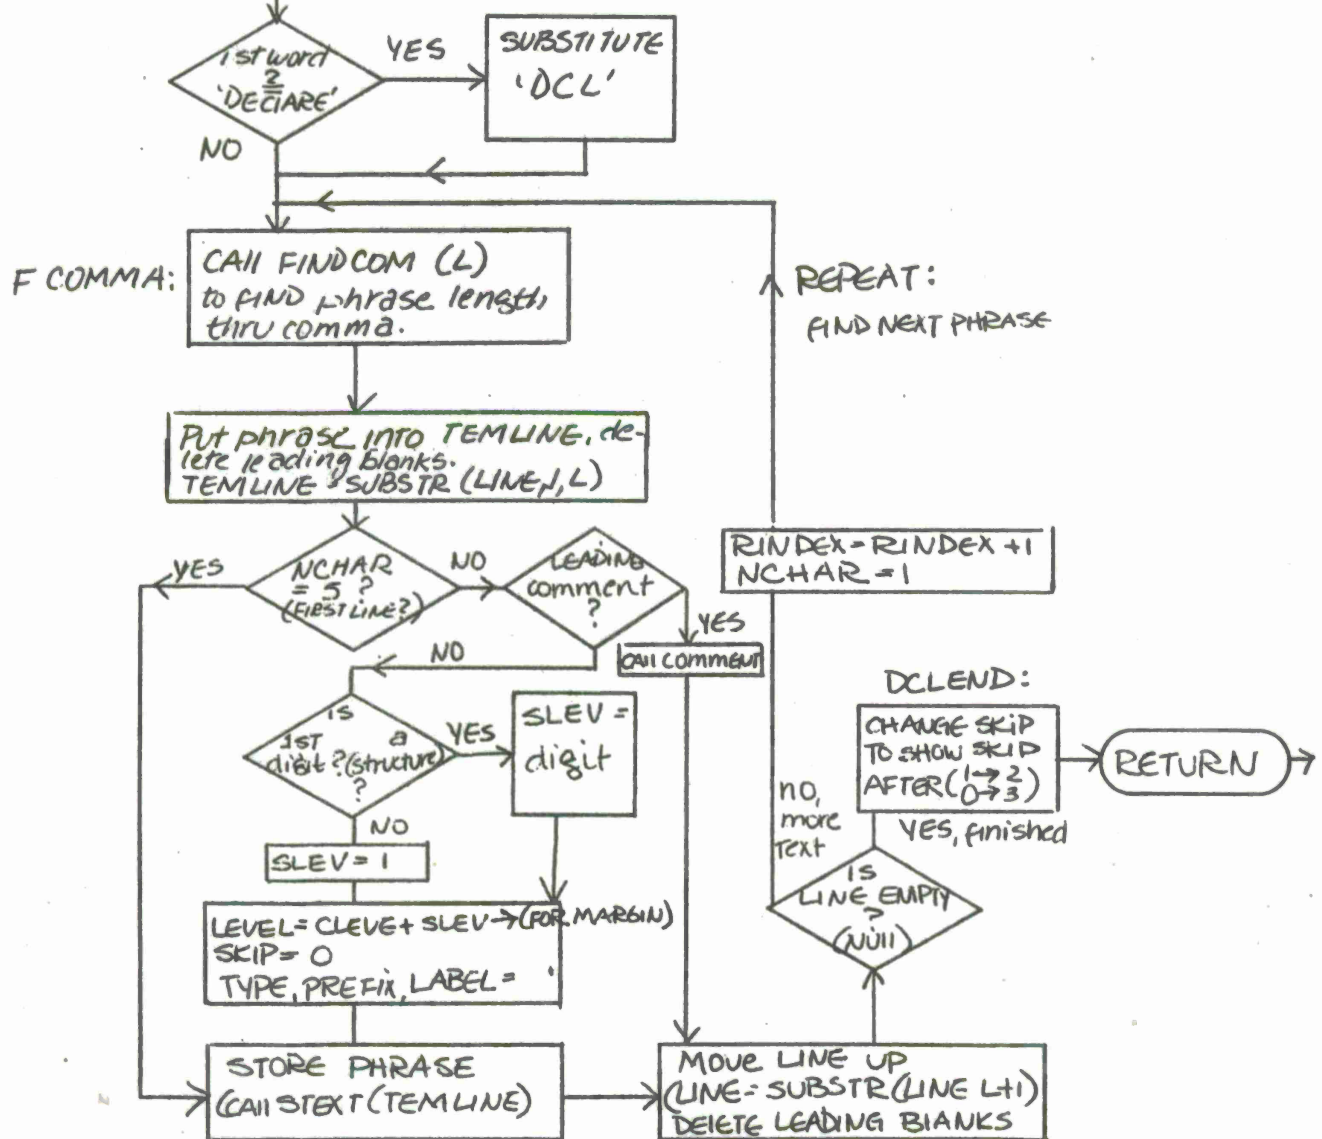 1st word
?
=
'DECLARE'
YES
SUBSTITUTE
'DCL'
NO
F COMMA:
CALL FINDCOM (L)
to FIND phrase length,
thru comma.
REPEAT:
FIND NEXT PHRASE
Put phrase into TEMLINE, de-
lete leading blanks.
TEMLINE = SUBSTR (LINE,1,L)
YES
NCHAR
= 5 ?
(FIRST LINE?)
NO
LEADING
comment
?
YES
CALL COMMENT
RINDEX = RINDEX + 1
NCHAR = 1
NO
is
1ST a
digit ? (structure)
?
YES
SLEV =
digit
NO
SLEV = 1
DCLEND:
CHANGE SKIP
TO SHOW SKIP
AFTER (1→2
0→3)
RETURN
no,
more
Text
YES, finished
IS
LINE EMPTY
?
(NULL)
LEVEL = CLEVE + SLEV → (FOR MARGIN)
SKIP = 0
TYPE, PREFIX, LABEL = '
STORE PHRASE
(CALL STEXT (TEMLINE)
MOVE LINE UP
(LINE = SUBSTR (LINE L+1)
DELETE LEADING BLANKS